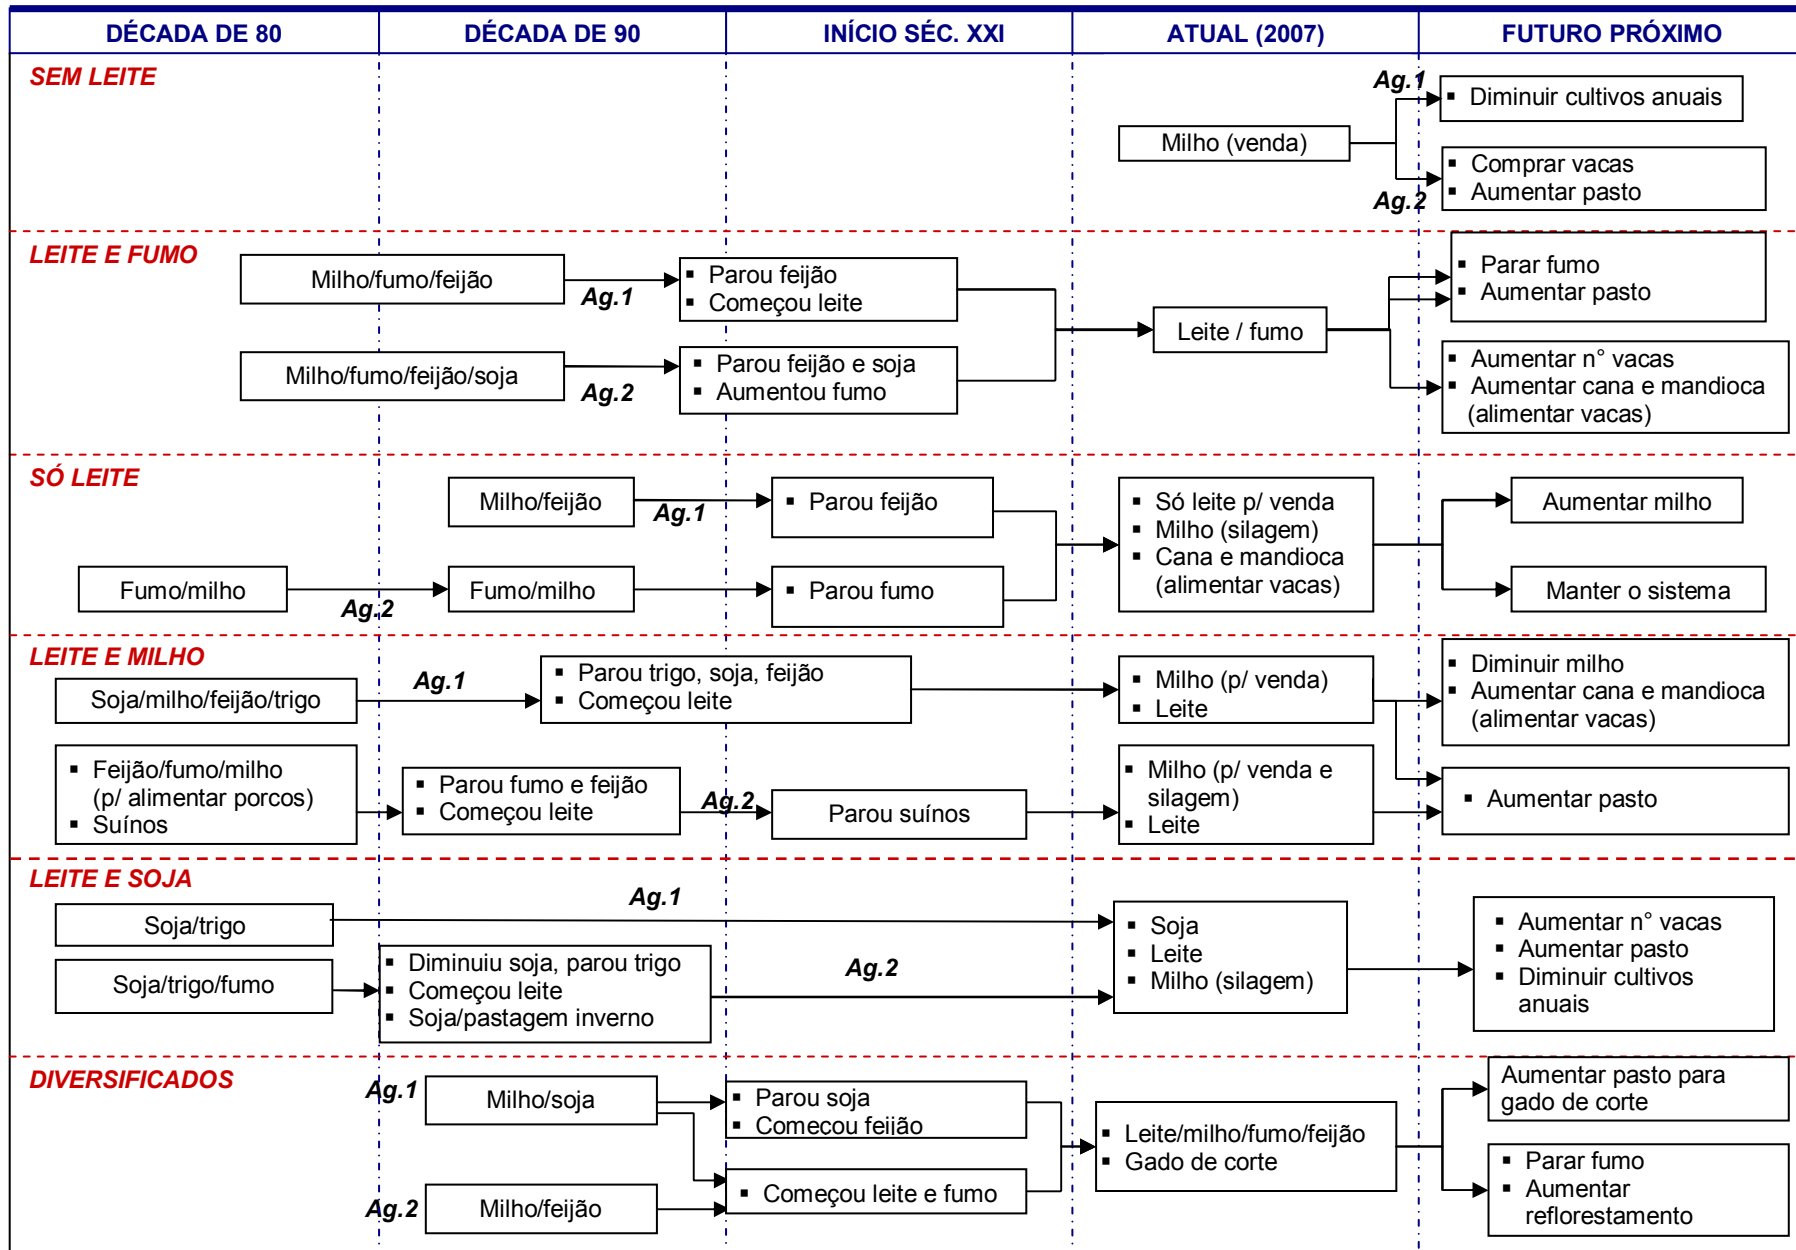 DÉCADA DE 80
DÉCADA DE 90
INÍCIO SÉC. XXI
ATUAL (2007)
FUTURO PRÓXIMO
SEM LEITE
Milho (venda)
Ag.1
▪ Diminuir cultivos anuais
Ag.2
▪ Comprar vacas
▪ Aumentar pasto
LEITE E FUMO
Milho/fumo/feijão
Ag.1
▪ Parou feijão
▪ Começou leite
Milho/fumo/feijão/soja
Ag.2
▪ Parou feijão e soja
▪ Aumentou fumo
Leite / fumo
▪ Parar fumo
▪ Aumentar pasto
▪ Aumentar n° vacas
▪ Aumentar cana e mandioca
(alimentar vacas)
SÓ LEITE
Milho/feijão
Ag.1
▪ Parou feijão
Fumo/milho
Ag.2
Fumo/milho
▪ Parou fumo
▪ Só leite p/ venda
▪ Milho (silagem)
▪ Cana e mandioca
(alimentar vacas)
Aumentar milho
Manter o sistema
LEITE E MILHO
Soja/milho/feijão/trigo
Ag.1
▪ Parou trigo, soja, feijão
▪ Começou leite
▪ Milho (p/ venda)
▪ Leite
▪ Diminuir milho
▪ Aumentar cana e mandioca
(alimentar vacas)
▪ Feijão/fumo/milho
(p/ alimentar porcos)
▪ Suínos
▪ Parou fumo e feijão
▪ Começou leite
Ag.2
Parou suínos
▪ Milho (p/ venda e
silagem)
▪ Leite
▪ Aumentar pasto
LEITE E SOJA
Soja/trigo
Ag.1
Soja/trigo/fumo
▪ Diminuiu soja, parou trigo
▪ Começou leite
▪ Soja/pastagem inverno
Ag.2
▪ Soja
▪ Leite
▪ Milho (silagem)
▪ Aumentar n° vacas
▪ Aumentar pasto
▪ Diminuir cultivos
anuais
DIVERSIFICADOS
Ag.1
Milho/soja
▪ Parou soja
▪ Começou feijão
Ag.2
Milho/feijão
▪ Começou leite e fumo
▪ Leite/milho/fumo/feijão
▪ Gado de corte
Aumentar pasto para
gado de corte
▪ Parar fumo
▪ Aumentar
reflorestamento